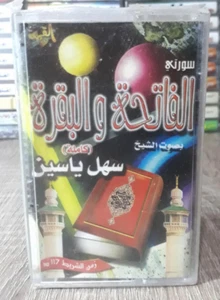 سورتي
الفاتحة والبقرة
(كاملة)
بصوت الشيخ
سهل ياسين